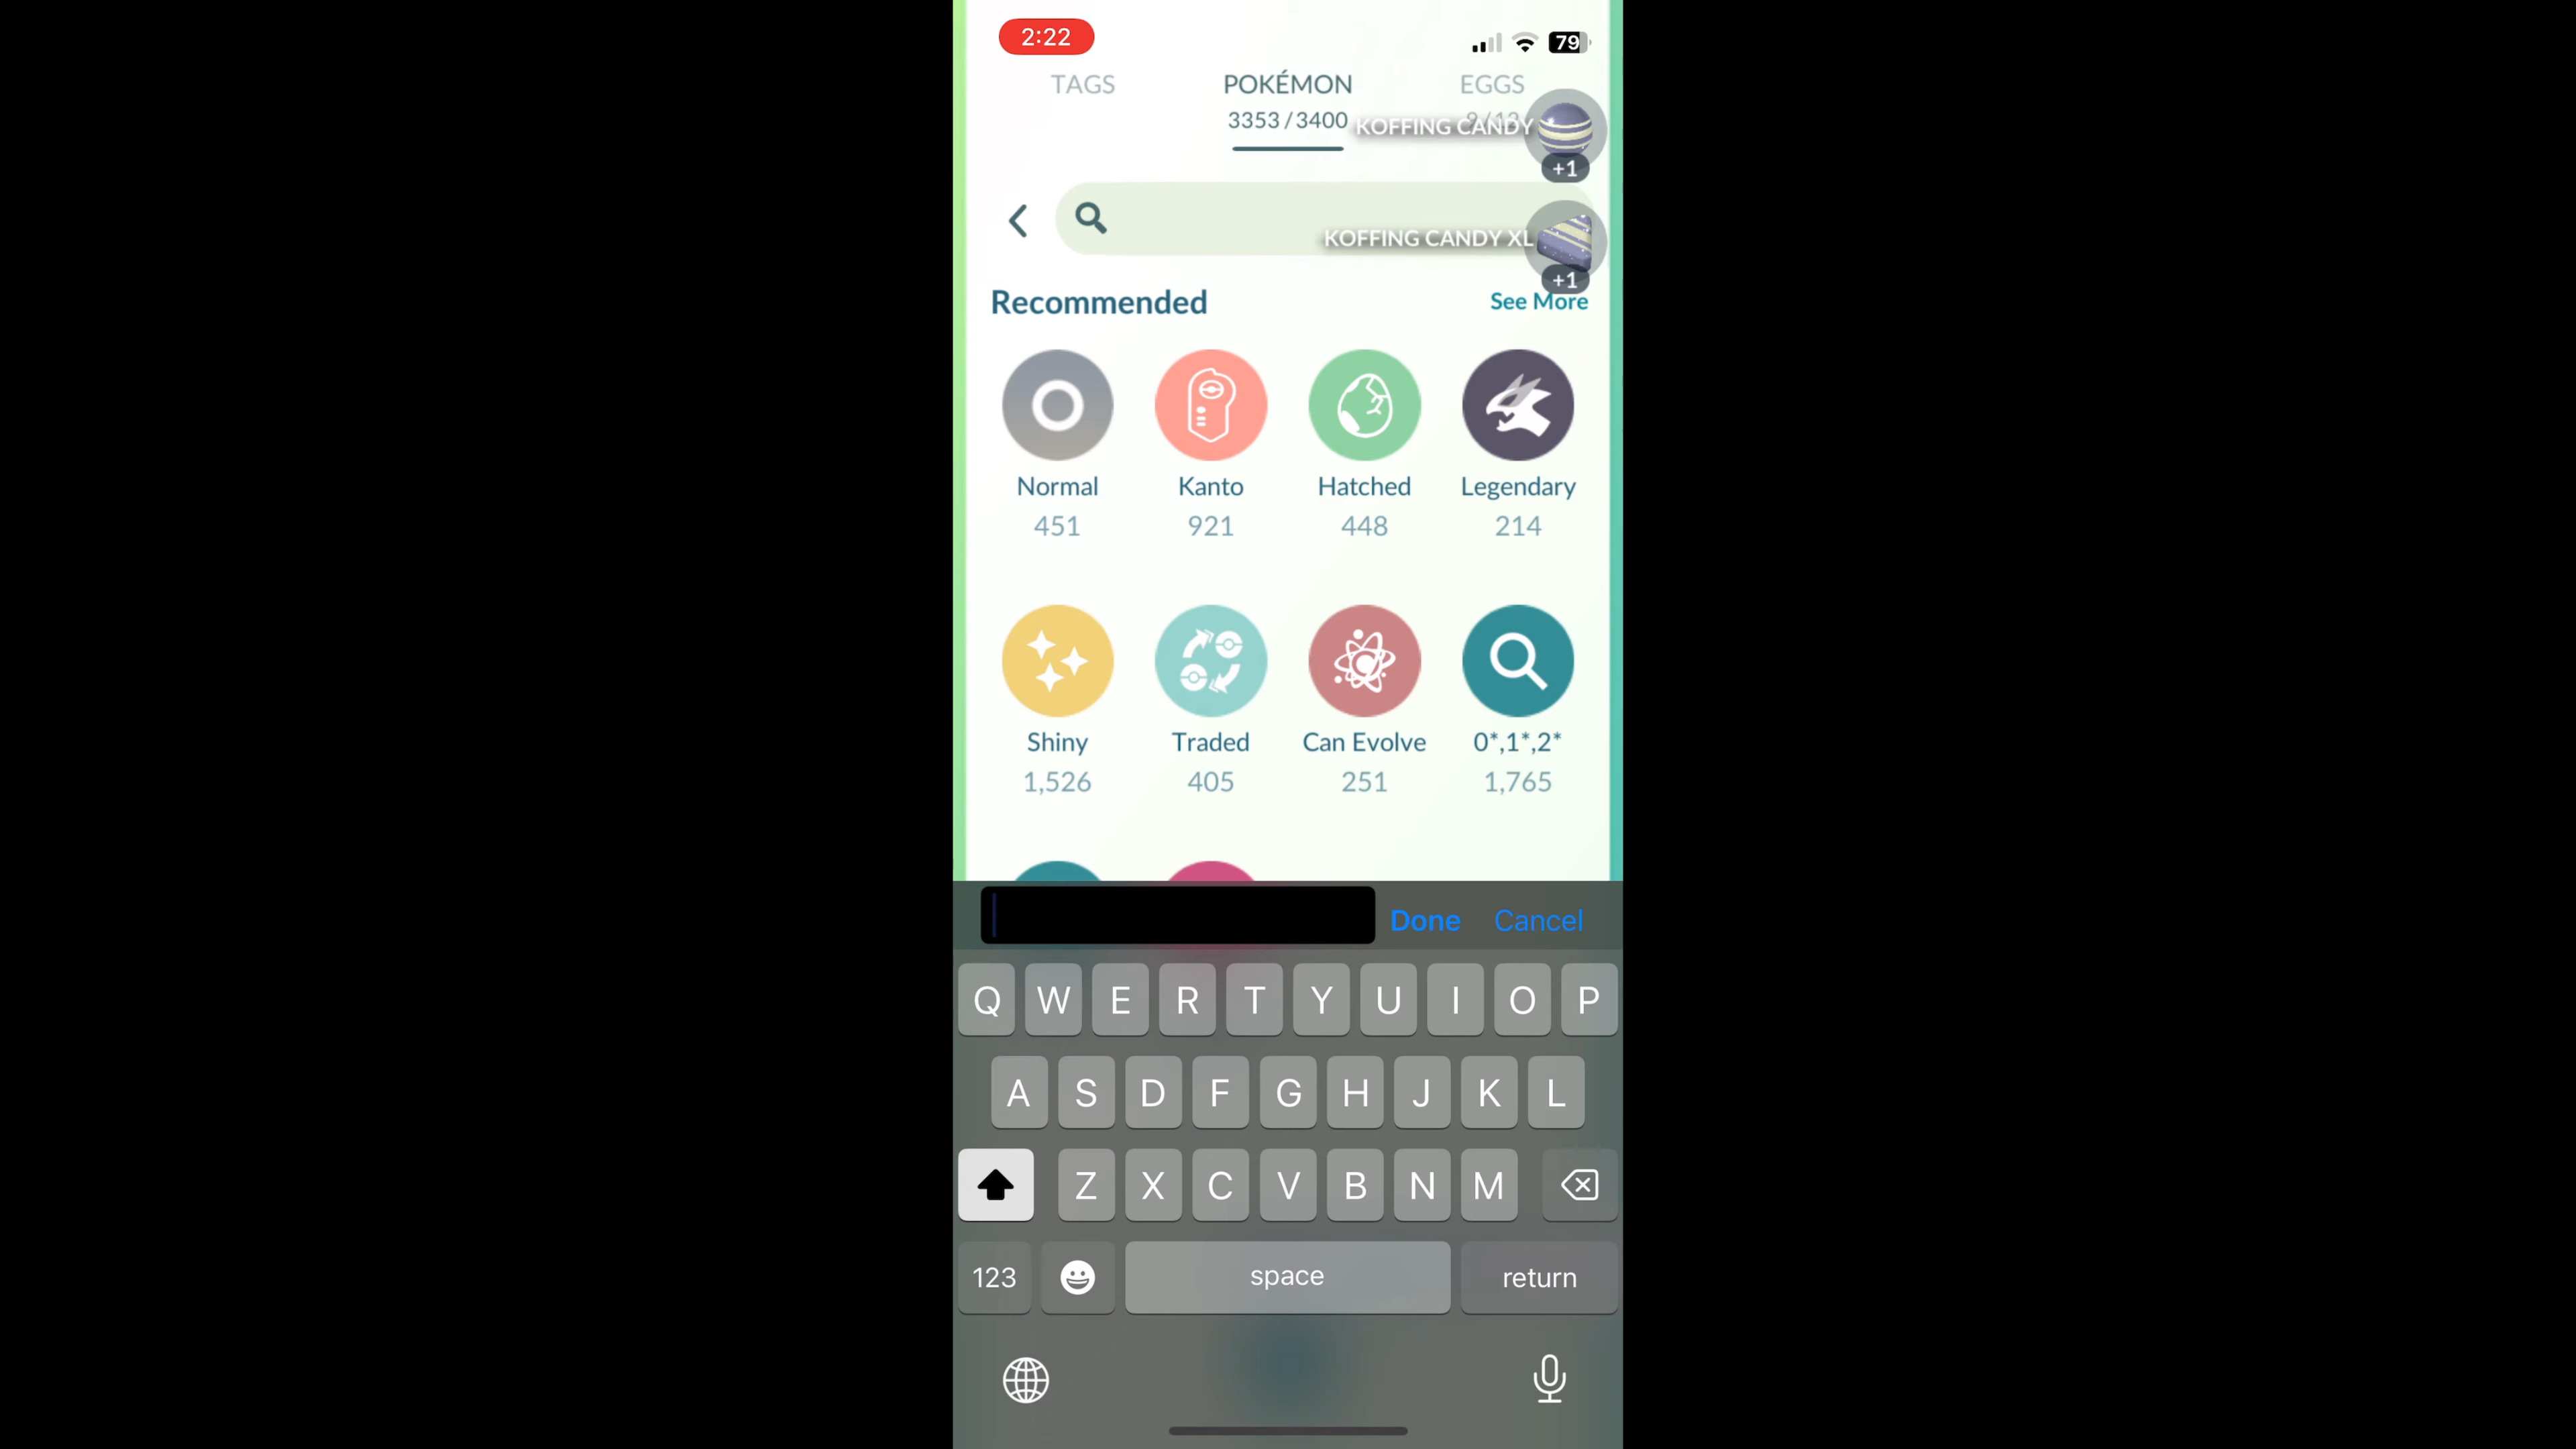 2:22
79
TAGS
POKÉMON
EGGS
3353/3400
9/12
KOFFING CANDY
+1
KOFFING CANDY XL
+1
Recommended
See More
Normal
Kanto
Hatched
Legendary
451
921
448
214
Shiny
Traded
Can Evolve
0*,1*,2*
1,526
405
251
1,765
Done
Cancel
Q W E R T Y U I O P
A S D F G H J K L
Z X C V B N M
123
space
return